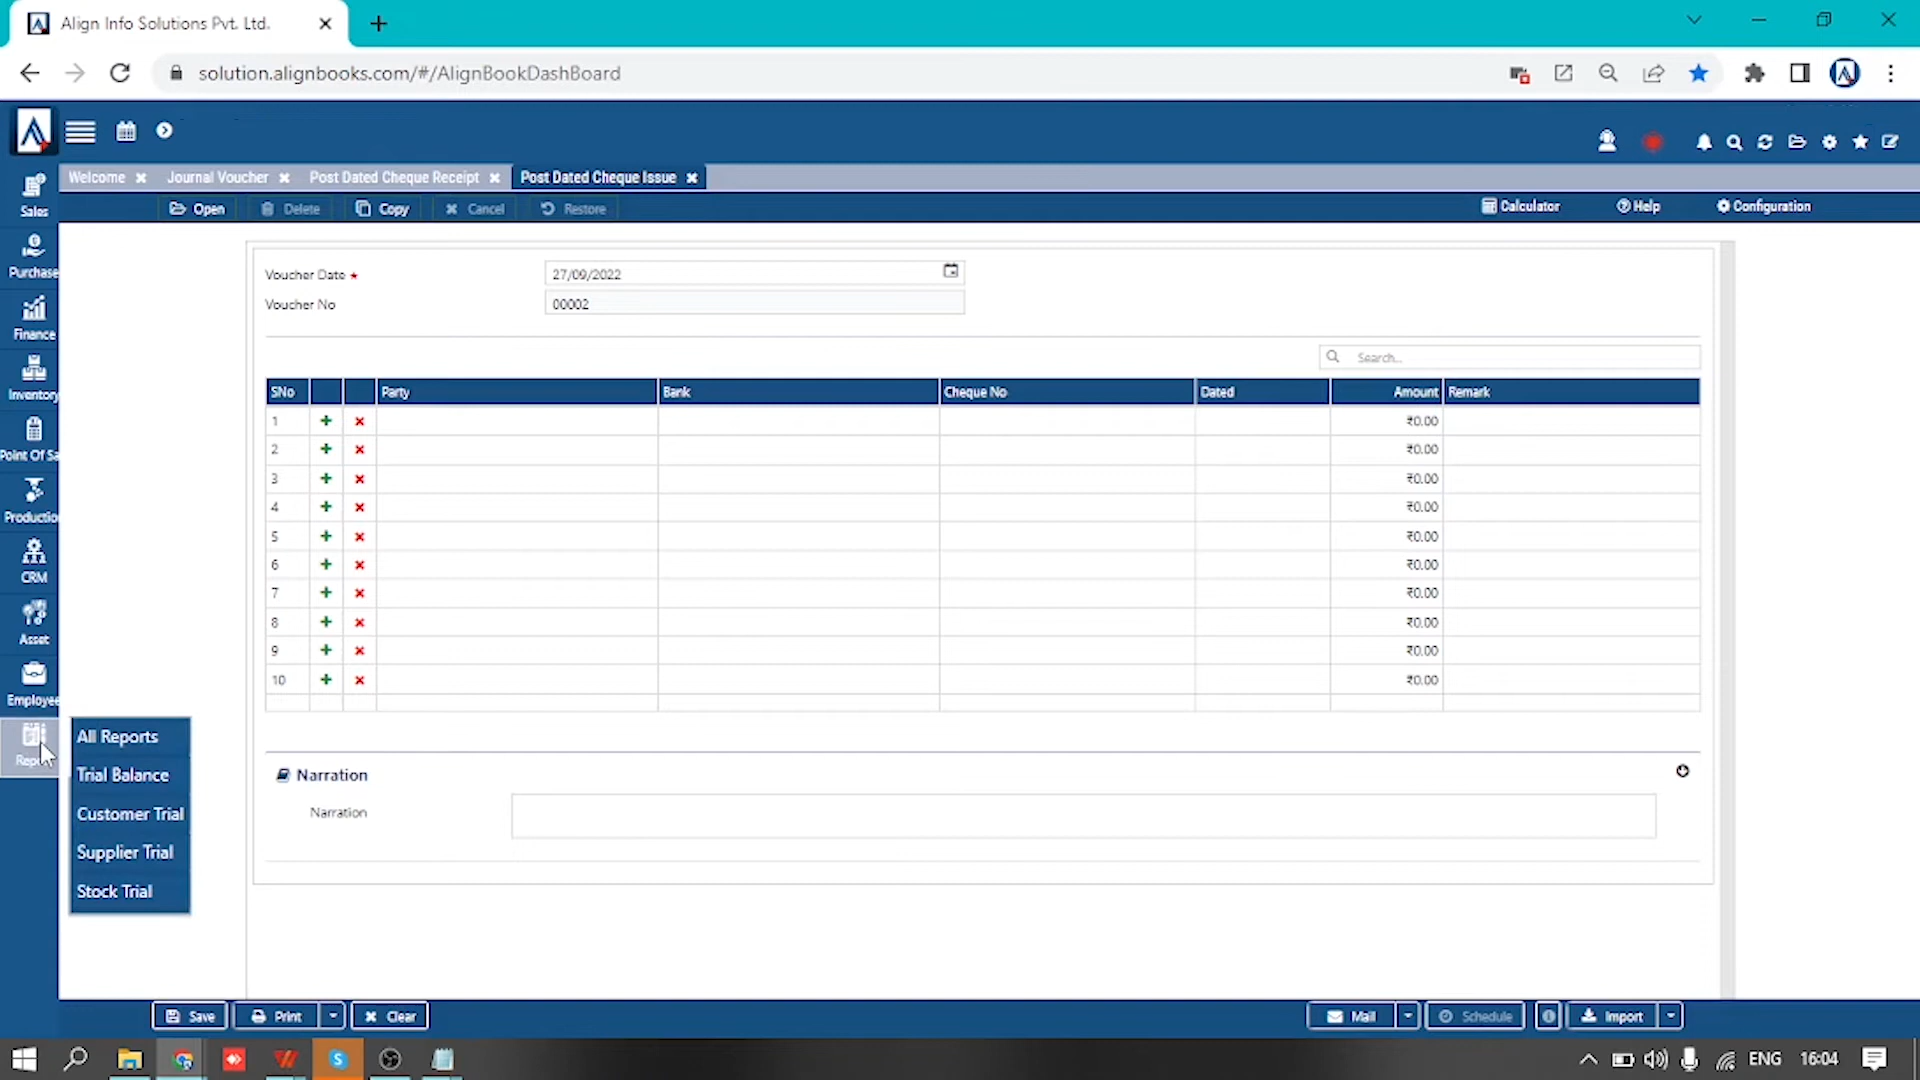 Align Info Solutions Pvt. Ltd.
solution.alignbooks.com/#/AlignBookDashBoard
Welcome Journal Voucher Post Dated Cheque Receipt Post Dated Cheque Issue
Open Delete Copy Cancel Restore Calculator Help Configuration
Sales
Purchase
Finance
Inventory
Point Of Sa
Productio
CRM
Asset
Employee
Voucher Date ★ 27/09/2022
Voucher No 00002
Search...
SNo Party Bank Cheque No Dated Amount Remark
1 ₹0.00
2 ₹0.00
3 ₹0.00
4 ₹0.00
5 ₹0.00
6 ₹0.00
7 ₹0.00
8 ₹0.00
9 ₹0.00
10 ₹0.00
All Reports
Trial Balance
Customer Trial
Supplier Trial
Stock Trial
Narration
Narration
Save Print Clear Mail Schedule Import
ENG 16:04